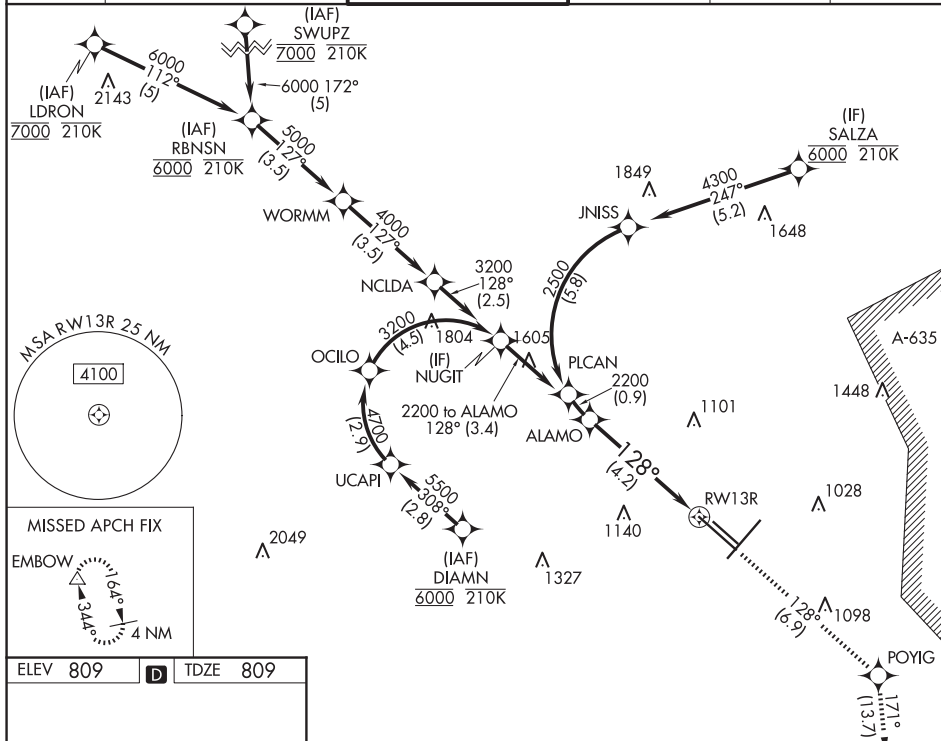 (IAF)
SWUPZ
7000 210K
6000
112°
(5)
(IAF)
LDRON
7000 210K
2143
6000 172°
(5)
(IAF)
RBNSN
6000 210K
5000
127°
(3.5)
(IF)
SALZA
6000 210K
1849
4300
247°
(5.2)
1648
JNISS
WORMM
4000
127°
(3.5)
NCLDA
3200
128°
(2.5)
2500
(5.8)
MSA RW13R 25 NM
4100
3200
(4.5)
1804
1605
OCILO
(IF)
NUGIT
PLCAN
2200
(0.9)
A-635
1448
2200 to ALAMO
128° (3.4)
ALAMO
1101
4700
(2.9)
UCAPI
128°
(4.2)
RW13R
5500
308°
(2.8)
1028
1140
MISSED APCH FIX
EMBOW
164°
344°
4 NM
2049
(IAF)
DIAMN
6000 210K
1327
128°
(6.9)
1098
POYIG
171°
(13.7)
ELEV 809
D
TDZE 809